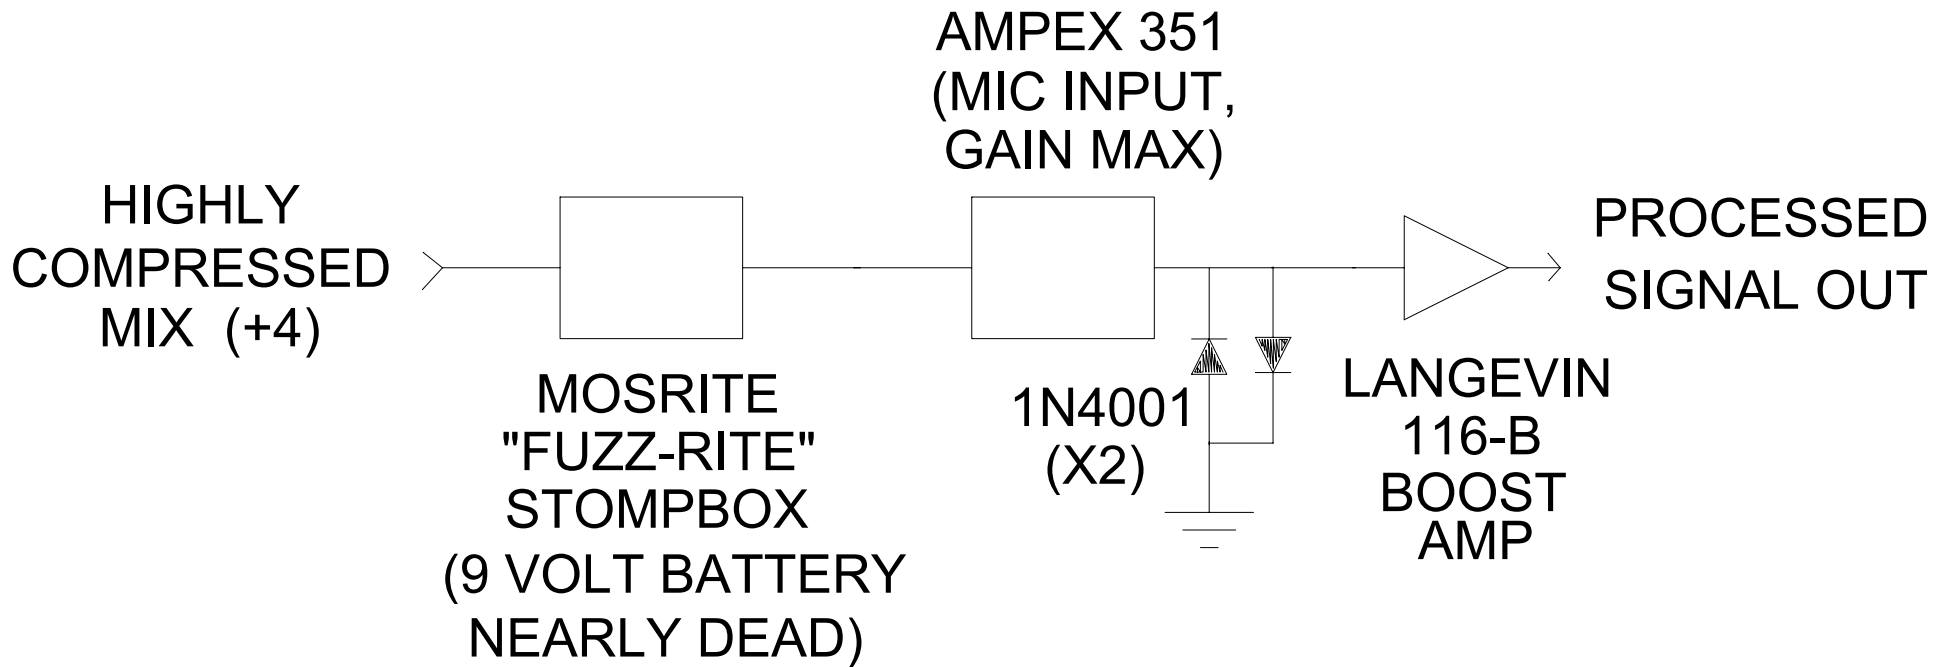 HIGHLY
COMPRESSED
MIX (+4)
MOSRITE
"FUZZ-RITE"
STOMPBOX
(9 VOLT BATTERY
NEARLY DEAD)
AMPEX 351
(MIC INPUT,
GAIN MAX)
1N4001
(X2)
LANGEVIN
116-B
BOOST
AMP
PROCESSED
SIGNAL OUT